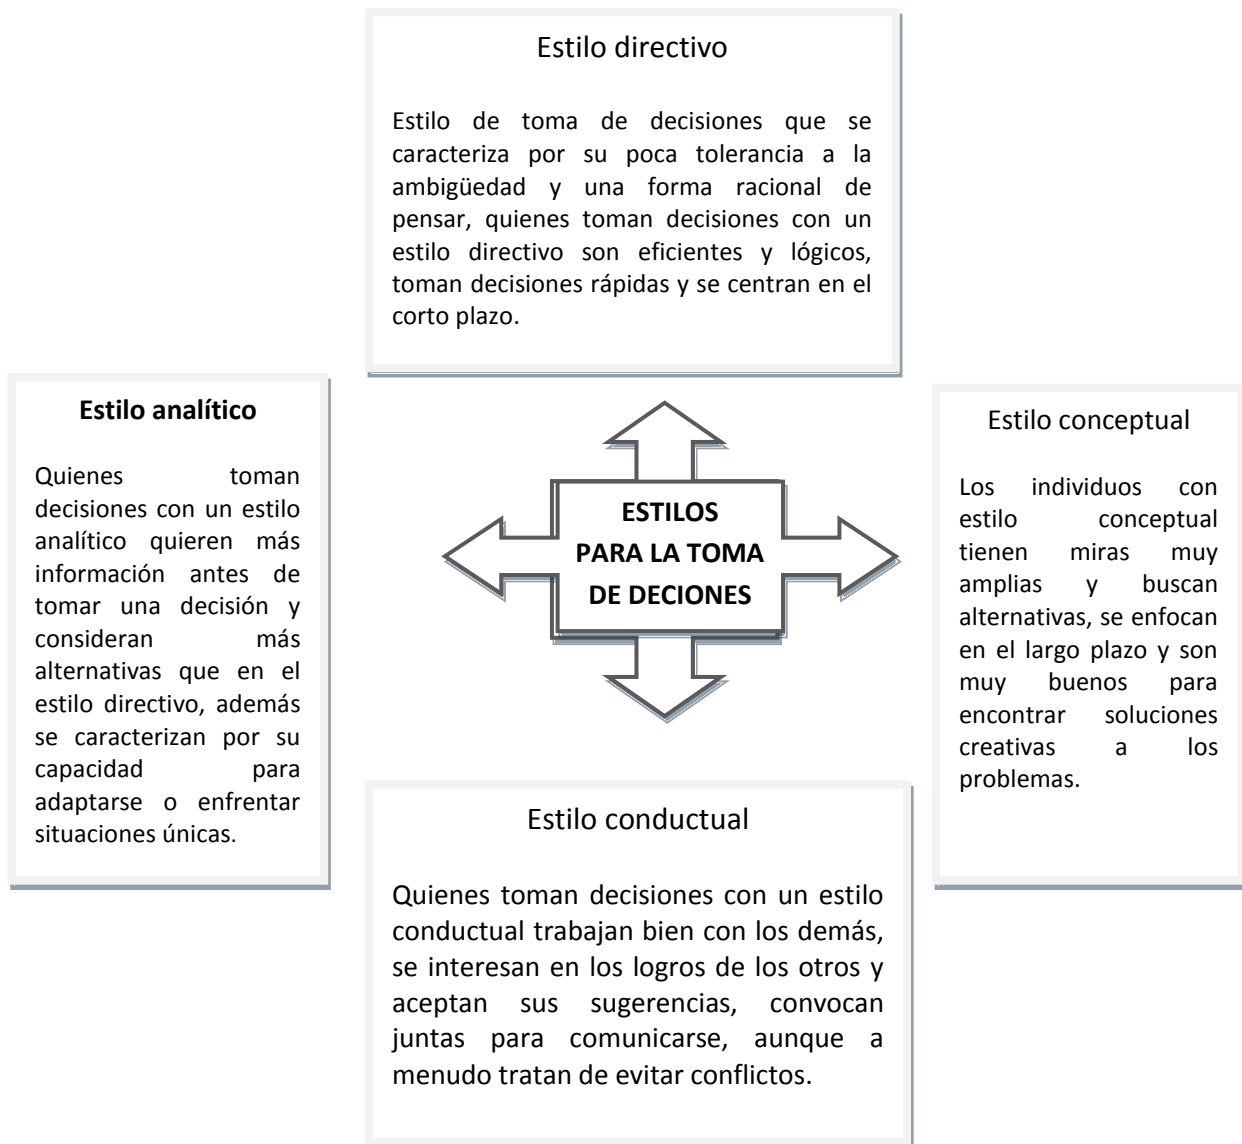 Estilo directivo
Estilo de toma de decisiones que se
caracteriza por su poca tolerancia a la
ambigüedad y una forma racional de
pensar, quienes toman decisiones con un
estilo directivo son eficientes y lógicos,
toman decisiones rápidas y se centran en el
corto plazo.
Estilo analítico
Quienes toman
decisiones con un estilo
analítico quieren más
información antes de
tomar una decisión y
consideran más
alternativas que en el
estilo directivo, además
se caracterizan por su
capacidad para
adaptarse o enfrentar
situaciones únicas.
ESTILOS
PARA LA TOMA
DE DECIONES
Estilo conceptual
Los individuos con
estilo conceptual
tienen miras muy
amplias y buscan
alternativas, se enfocan
en el largo plazo y son
muy buenos para
encontrar soluciones
creativas a los
problemas.
Estilo conductual
Quienes toman decisiones con un estilo
conductual trabajan bien con los demás,
se interesan en los logros de los otros y
aceptan sus sugerencias, convocan
juntas para comunicarse, aunque a
menudo tratan de evitar conflictos.